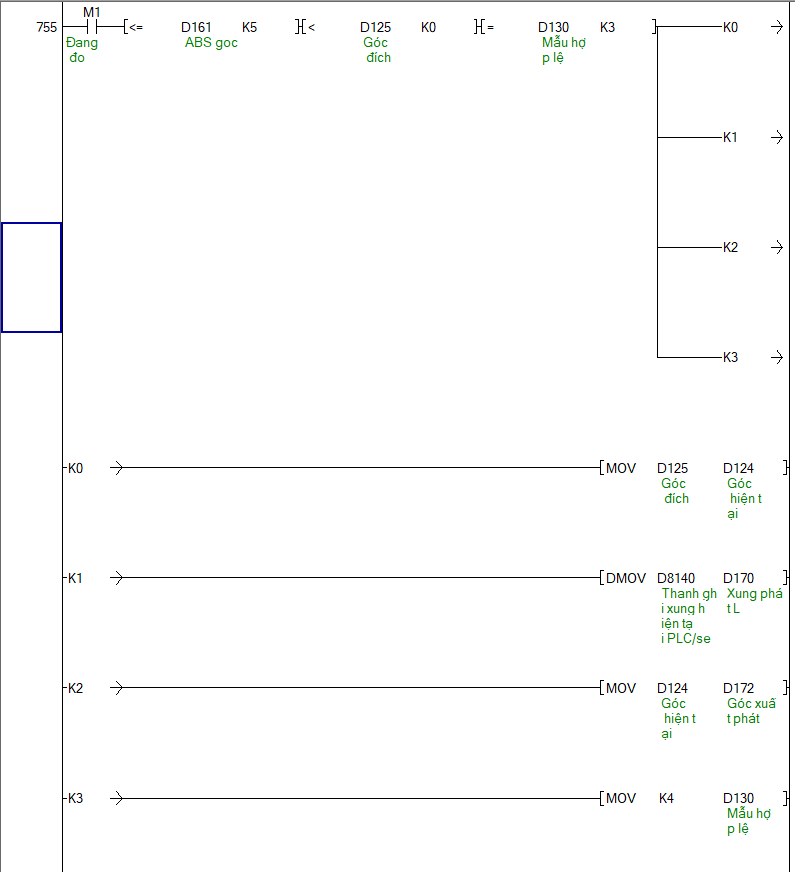 M1
755 [<= D161 K5 ][< D125 K0 ][= D130 K3 ] K0
Đang ABS goc Góc Mẫu hợ
đo đích p lệ
K1
K2
K3
K0 [MOV D125 D124 ]
Góc Góc
đích hiện t
ại
K1 [DMOV D8140 D170 ]
Thanh gh Xung phá
i xung h t L
iện tạ
i PLC/se
K2 [MOV D124 D172 ]
Góc Góc xuấ
hiện t t phát
ại
K3 [MOV K4 D130 ]
Mẫu hợ
p lệ